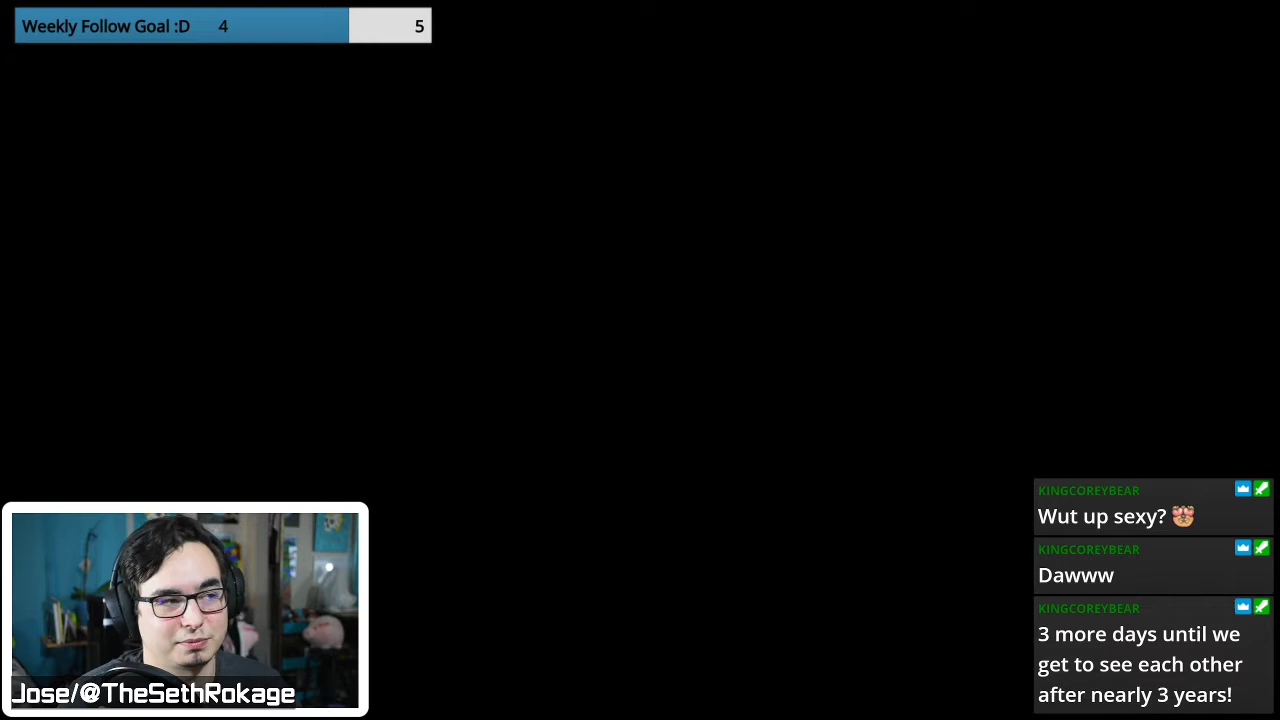 Weekly Follow Goal :D 4 5
KINGCOREYBEAR
Wut up sexy?
KINGCOREYBEAR
Dawww
KINGCOREYBEAR
3 more days until we
get to see each other
after nearly 3 years!
Jose/@TheSethRokage